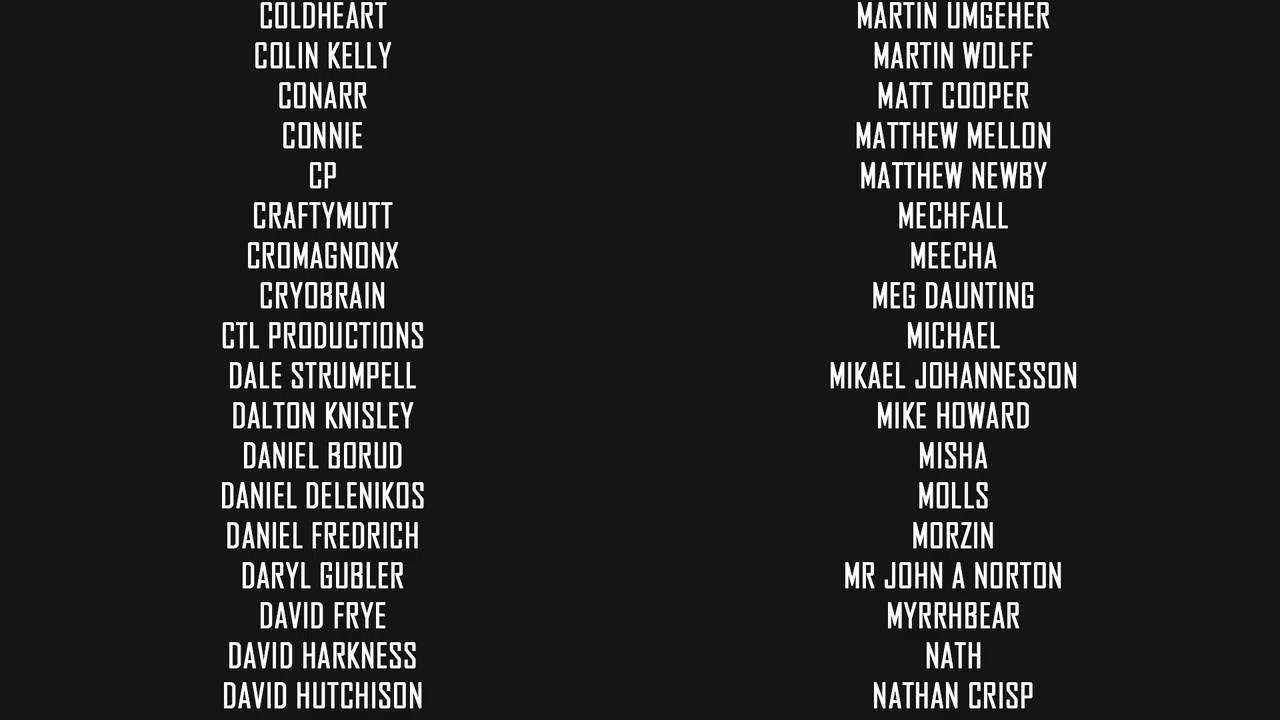 COLDHEART
COLIN KELLY
CONARR
CONNIE
CP
CRAFTYMUTT
CROMAGNONX
CRYOBRAIN
CTL PRODUCTIONS
DALE STRUMPELL
DALTON KNISLEY
DANIEL BORUD
DANIEL DELENIKOS
DANIEL FREDRICH
DARYL GUBLER
DAVID FRYE
DAVID HARKNESS
DAVID HUTCHISON
MARTIN UMGEHER
MARTIN WOLFF
MATT COOPER
MATTHEW MELLON
MATTHEW NEWBY
MECHFALL
MEECHA
MEG DAUNTING
MICHAEL
MIKAEL JOHANNESSON
MIKE HOWARD
MISHA
MOLLS
MORZIN
MR JOHN A NORTON
MYRRHBEAR
NATH
NATHAN CRISP